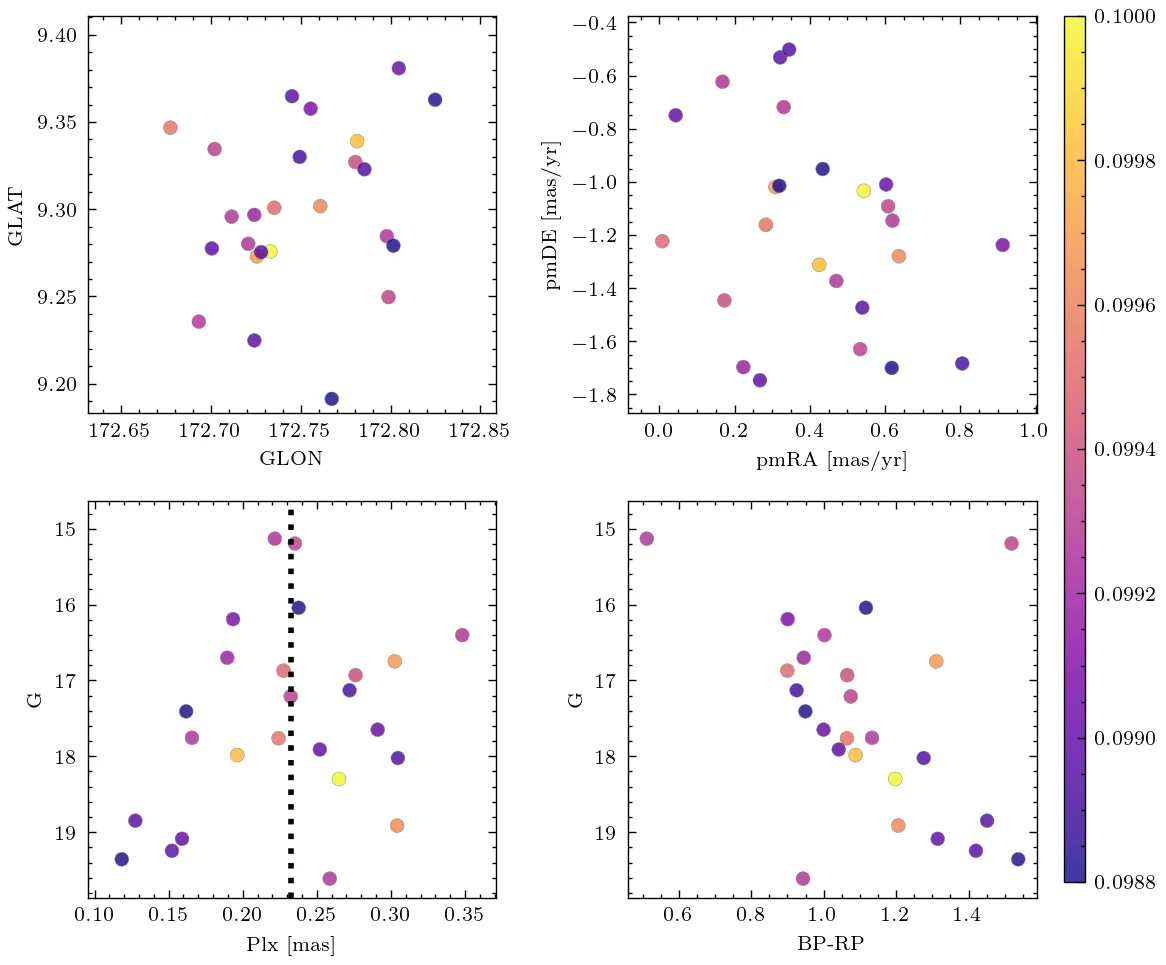 9.40
9.35
9.30
9.25
9.20
GLAT
172.65 172.70 172.75 172.80 172.85
GLON
−0.4
−0.6
−0.8
−1.0
−1.2
−1.4
−1.6
−1.8
pmDE [mas/yr]
0.0 0.2 0.4 0.6 0.8 1.0
pmRA [mas/yr]
15
16
17
18
19
G
0.10 0.15 0.20 0.25 0.30 0.35
Plx [mas]
15
16
17
18
19
G
0.6 0.8 1.0 1.2 1.4
BP-RP
0.1000
0.0998
0.0996
0.0994
0.0992
0.0990
0.0988